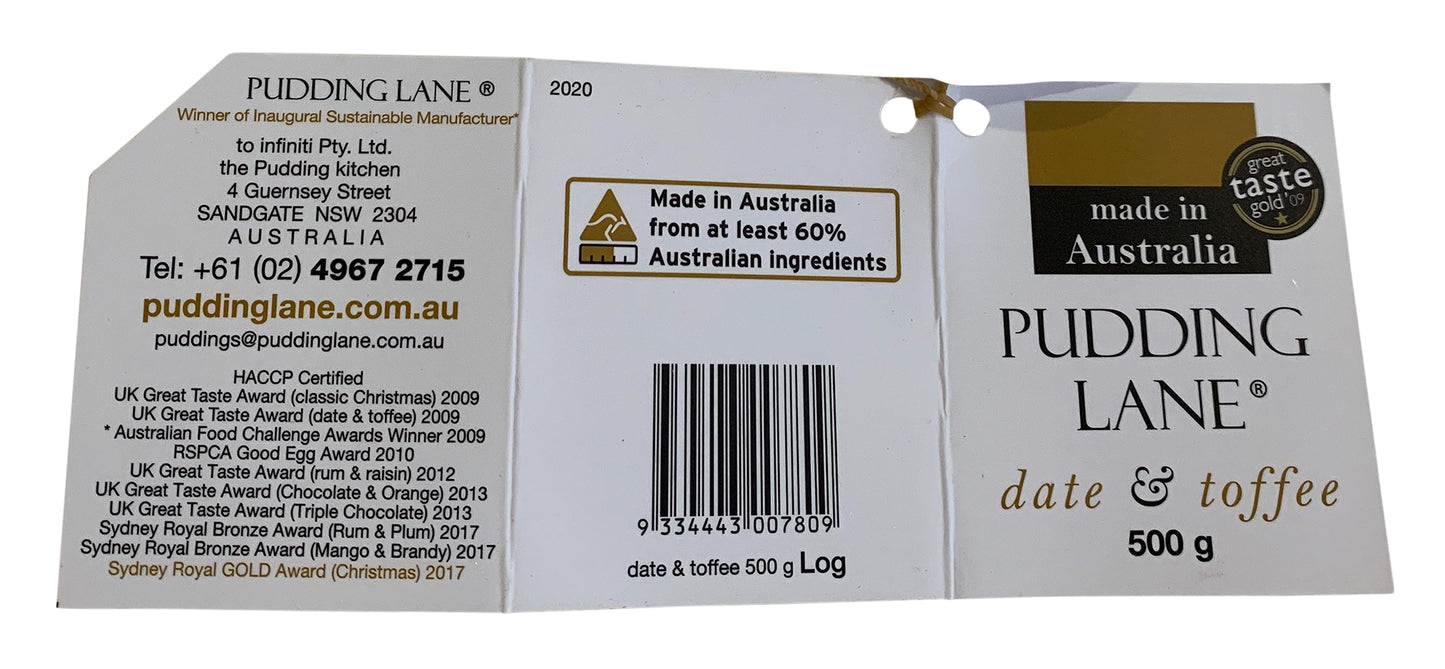 PUDDING LANE ®
Winner of Inaugural Sustainable Manufacturer*
to infiniti Pty. Ltd.
the Pudding kitchen
4 Guernsey Street
SANDGATE NSW 2304
AUSTRALIA
Tel: +61 (02) 4967 2715
puddinglane.com.au
puddings@puddinglane.com.au
HACCP Certified
UK Great Taste Award (classic Christmas) 2009
UK Great Taste Award (date & toffee) 2009
* Australian Food Challenge Awards Winner 2009
RSPCA Good Egg Award 2010
UK Great Taste Award (rum & raisin) 2012
UK Great Taste Award (Chocolate & Orange) 2013
UK Great Taste Award (Triple Chocolate) 2013
Sydney Royal Bronze Award (Rum & Plum) 2017
Sydney Royal Bronze Award (Mango & Brandy) 2017
Sydney Royal GOLD Award (Christmas) 2017
2020
Made in Australia
from at least 60%
Australian ingredients
9 334443 007809
date & toffee 500 g Log
made in
Australia
great
taste
gold '09
PUDDING
LANE®
date & toffee
500 g